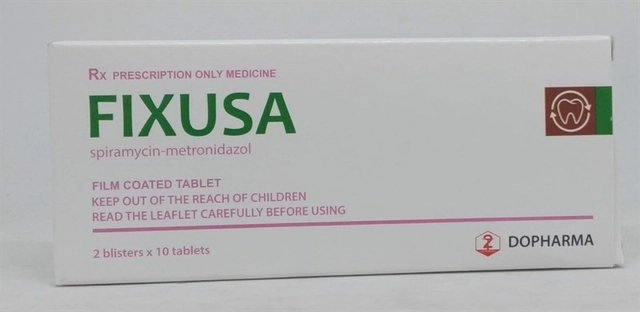 Rx PRESCRIPTION ONLY MEDICINE
FIXUSA
spiramycin-metronidazol
FILM COATED TABLET
KEEP OUT OF THE REACH OF CHILDREN
READ THE LEAFLET CAREFULLY BEFORE USING
2 blisters x 10 tablets
DOPHARMA